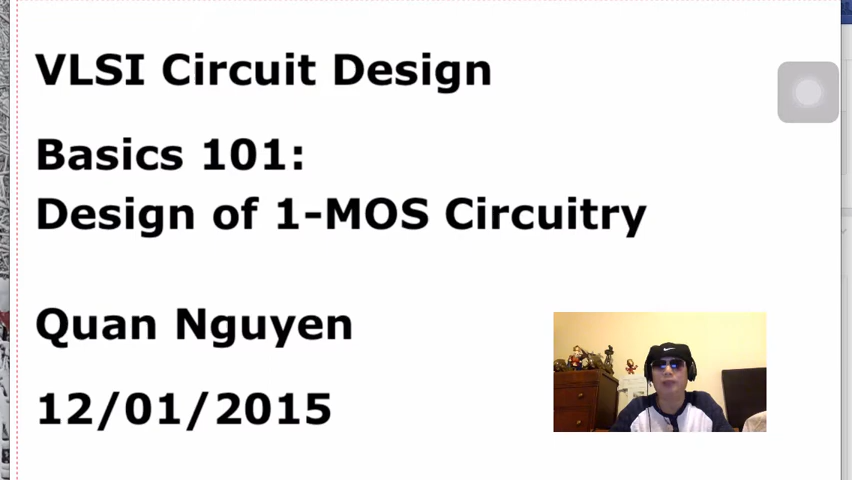 VLSI Circuit Design
Basics 101:
Design of 1-MOS Circuitry
Quan Nguyen
12/01/2015